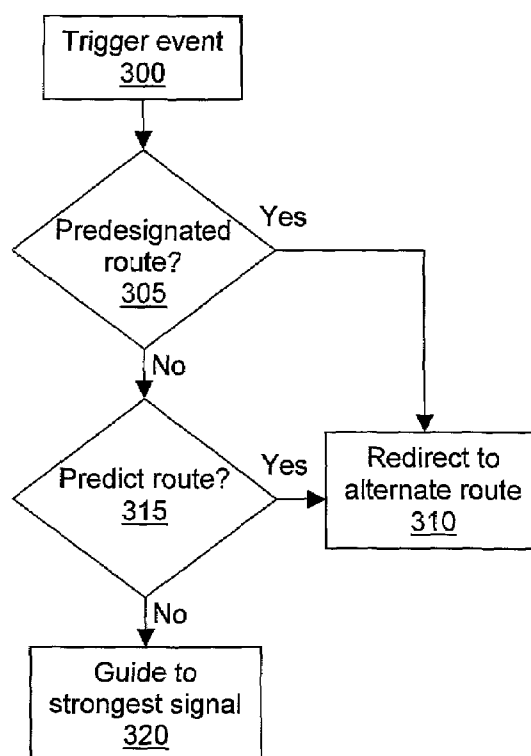 Trigger event
300
Yes
Predesignated
route?
305
No
Predict route?
315
Yes
Redirect to
alternate route
310
No
Guide to
strongest signal
320